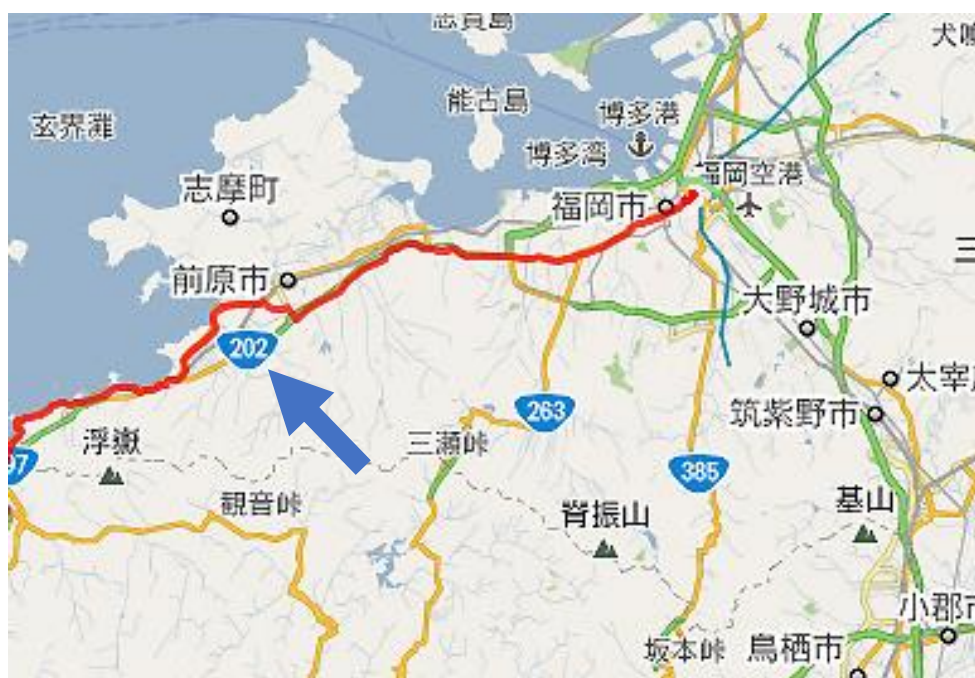 志賀島
犬鳴
能古島
玄界灘
博多港
博多湾
福岡空港
志摩町
福岡市
三
前原市
大野城市
202
太宰府
263
筑紫野市
浮嶽
三瀬峠
97
385
観音峠
脊振山
基山
小郡市
坂本峠
鳥栖市